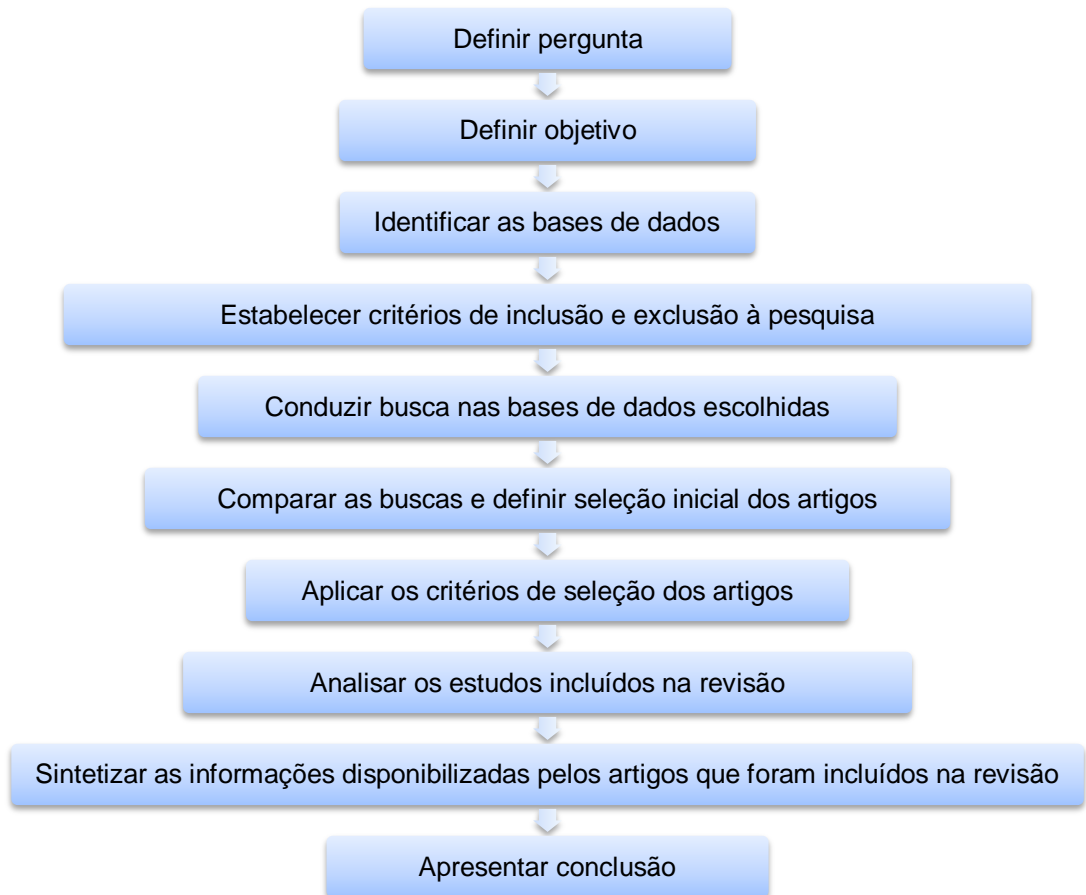 Definir pergunta
Definir objetivo
Identificar as bases de dados
Estabelecer critérios de inclusão e exclusão à pesquisa
Conduzir busca nas bases de dados escolhidas
Comparar as buscas e definir seleção inicial dos artigos
Aplicar os critérios de seleção dos artigos
Analisar os estudos incluídos na revisão
Sintetizar as informações disponibilizadas pelos artigos que foram incluídos na revisão
Apresentar conclusão